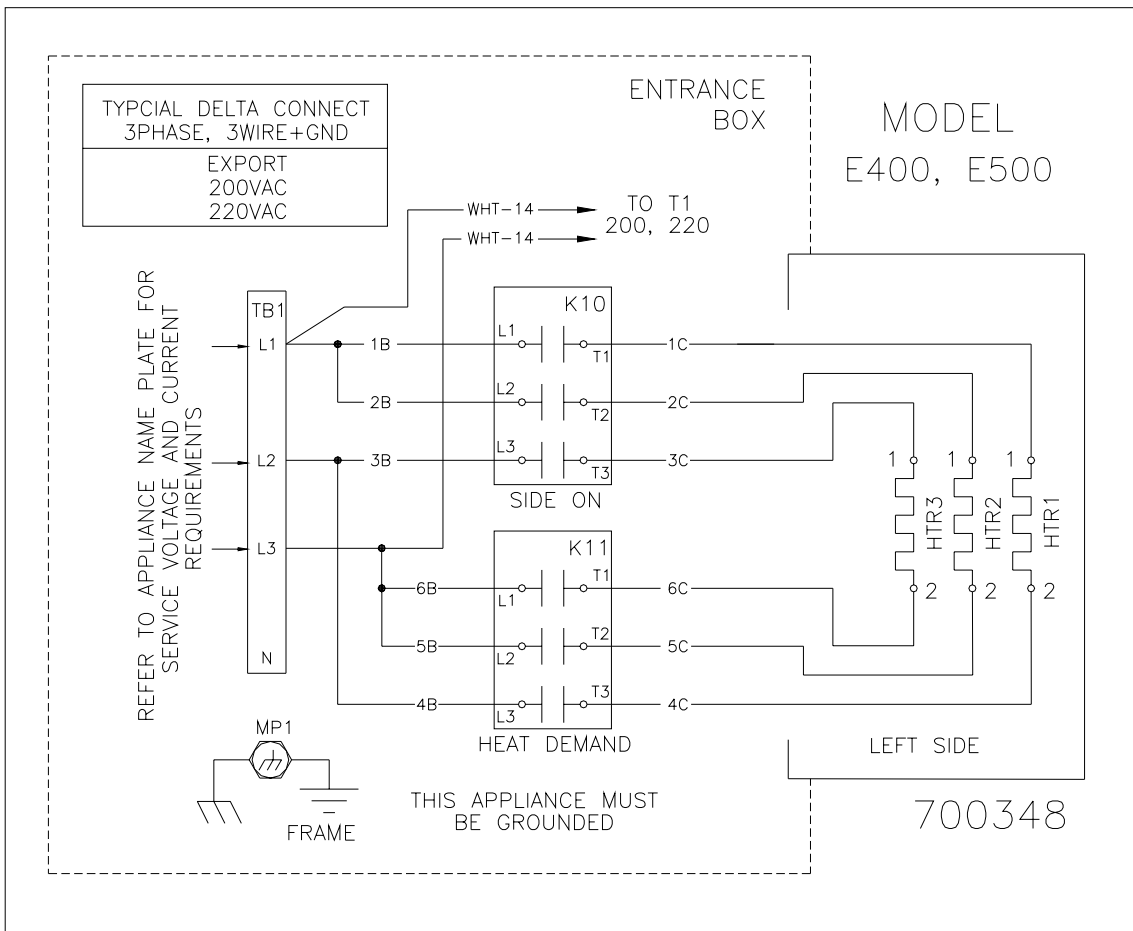 TYPCIAL DELTA CONNECT
3PHASE, 3WIRE+GND
EXPORT
200VAC
220VAC
ENTRANCE
BOX
MODEL
E400, E500
WHT-14
WHT-14
TO T1
200, 220
REFER TO APPLIANCE NAME PLATE FOR
SERVICE VOLTAGE AND CURRENT
REQUIREMENTS
TB1
L1
L2
L3
N
1B
2B
3B
6B
5B
4B
K10
L1
T1
L2
T2
L3
T3
SIDE ON
K11
T1
L1
T2
L2
T3
L3
HEAT DEMAND
1C
2C
3C
6C
5C
4C
1
1
1
HTR3
HTR2
HTR1
2
2
2
LEFT SIDE
MP1
FRAME
THIS APPLIANCE MUST
BE GROUNDED
700348